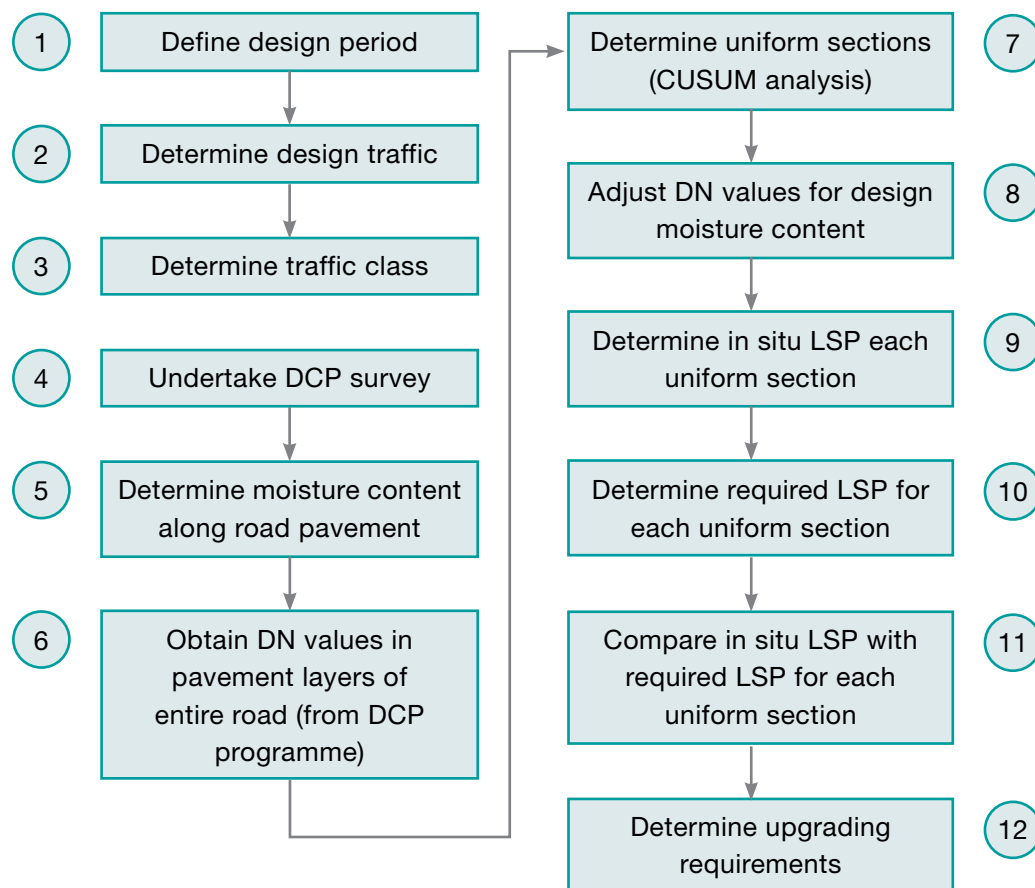 1
Define design period
2
Determine design traffic
3
Determine traffic class
4
Undertake DCP survey
5
Determine moisture content
along road pavement
6
Obtain DN values in
pavement layers of
entire road (from DCP
programme)
Determine uniform sections
(CUSUM analysis)
7
Adjust DN values for design
moisture content
8
Determine in situ LSP each
uniform section
9
Determine required LSP for
each uniform section
10
Compare in situ LSP with
required LSP for each
uniform section
11
Determine upgrading
requirements
12